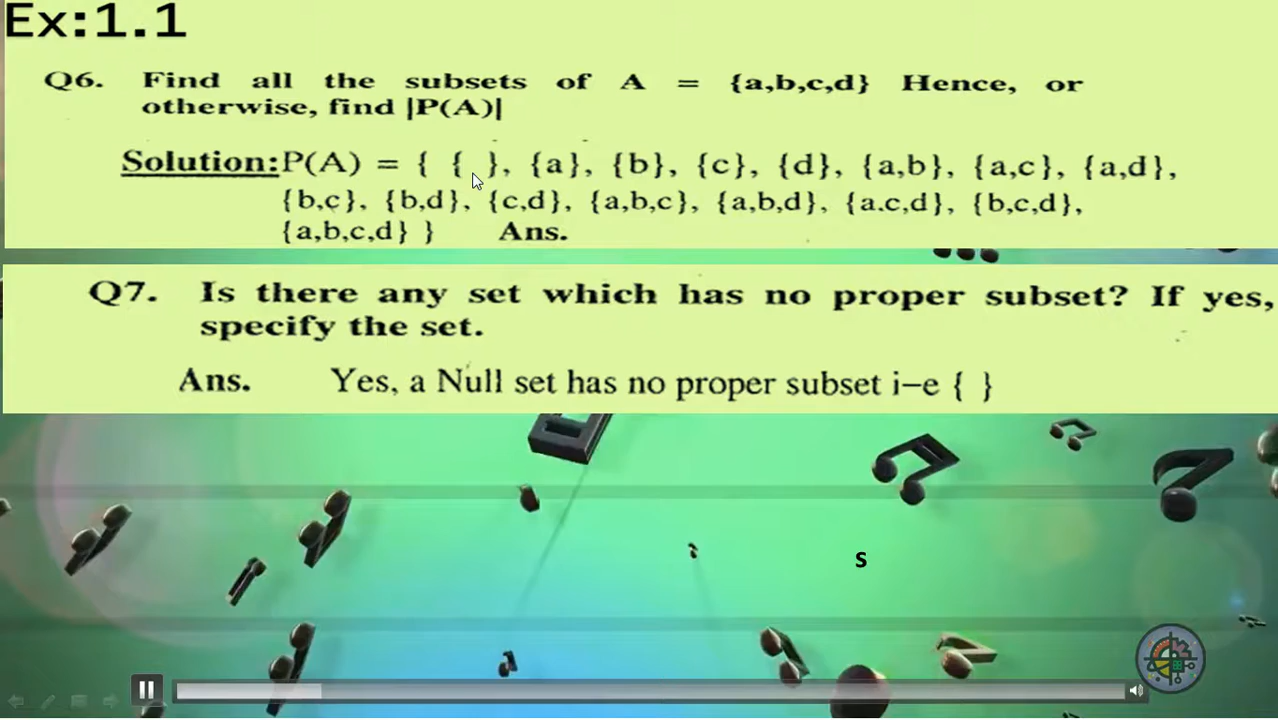 Ex:1.1
Q6. Find all the subsets of A = {a,b,c,d} Hence, or
otherwise, find |P(A)|
Solution: P(A) = { { }, {a}, {b}, {c}, {d}, {a,b}, {a,c}, {a,d},
{b,c}, {b,d}, {c,d}, {a,b,c}, {a,b,d}, {a.c,d}, {b,c,d},
{a,b,c,d} } Ans.
Q7. Is there any set which has no proper subset? If yes,
specify the set.
Ans. Yes, a Null set has no proper subset i–e { }
s